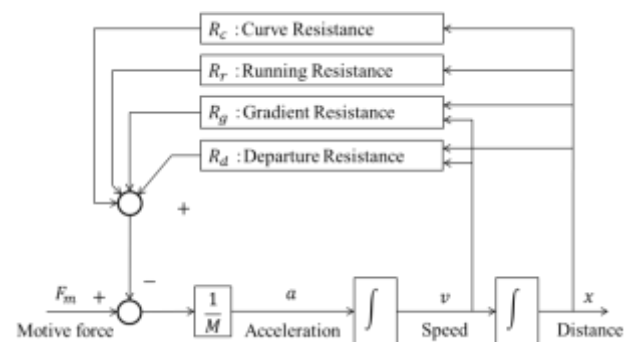 R_c : Curve Resistance
R_r : Running Resistance
R_g : Gradient Resistance
R_d : Departure Resistance
+
−
F_m + 1/M a ∫ v ∫ x
Motive force Acceleration Speed Distance